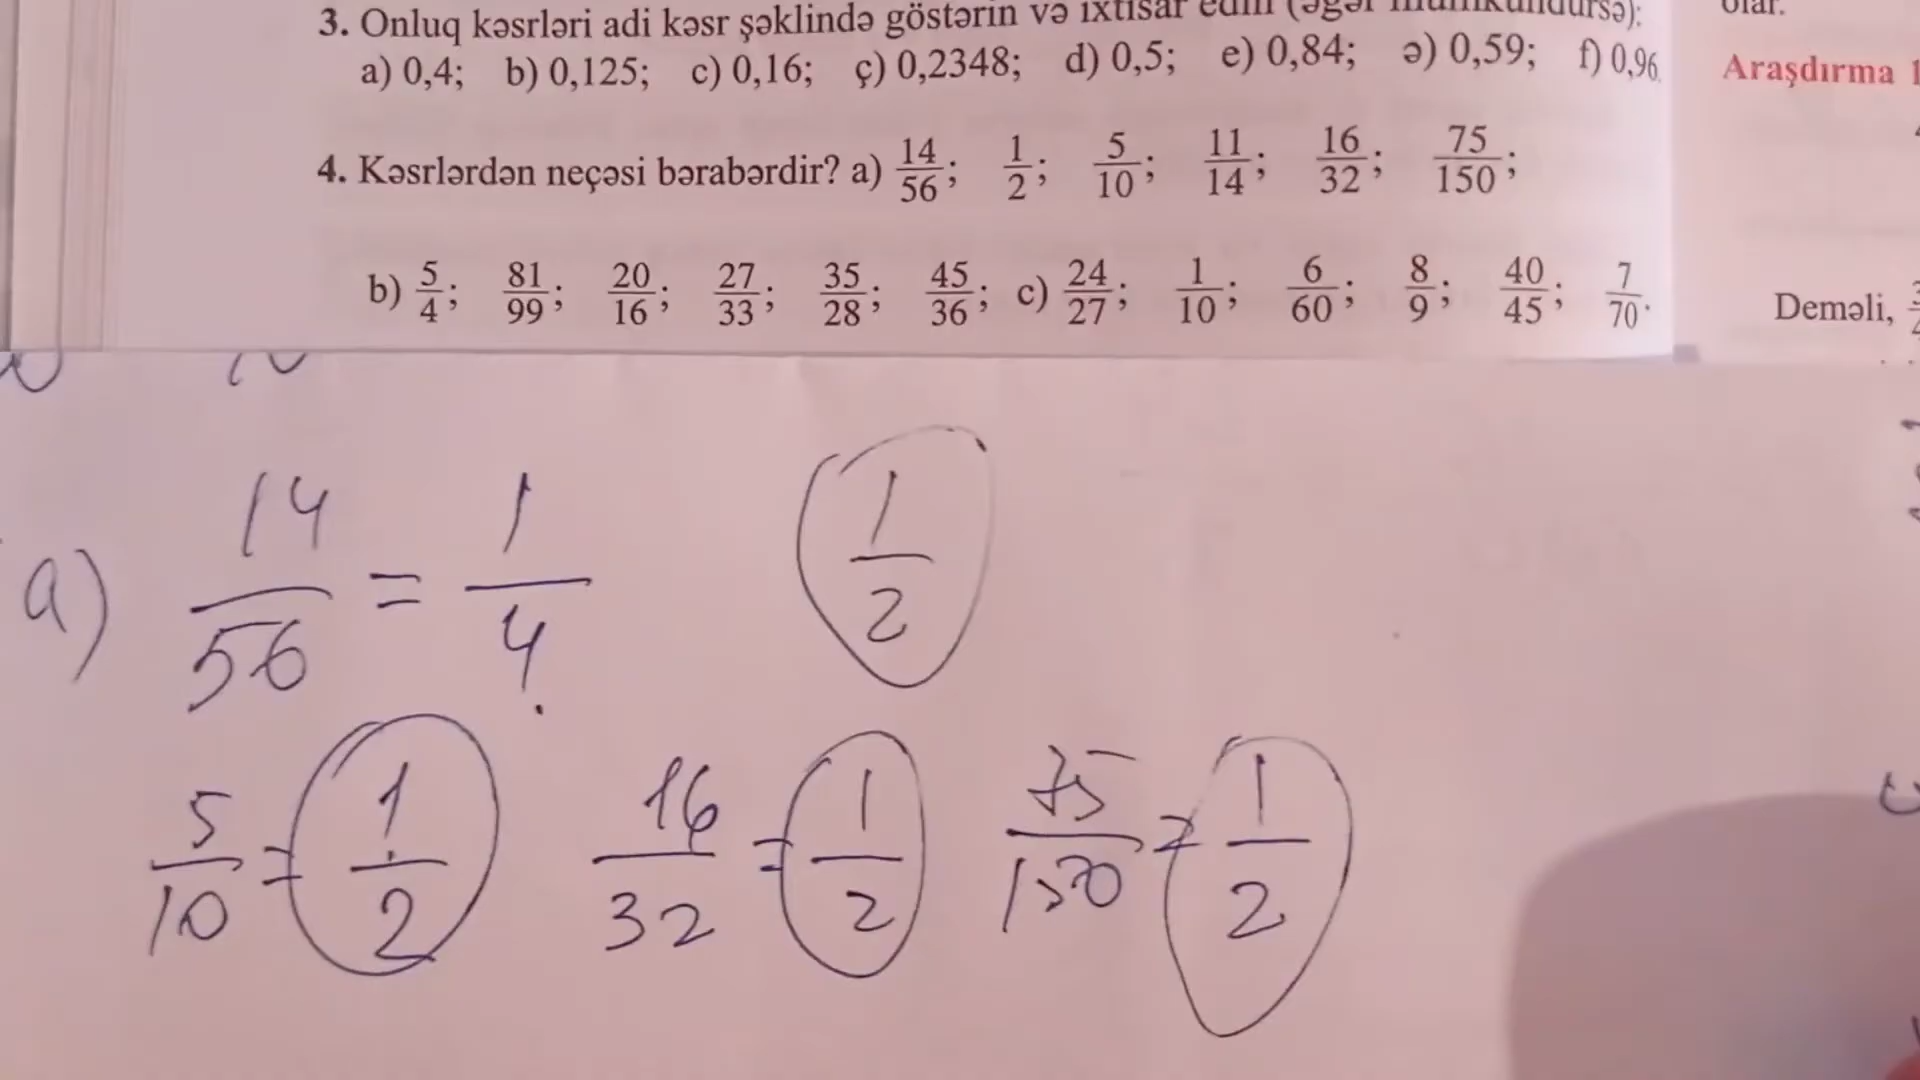 3. Onluq kəsrləri adi kəsr şəklində göstərin və ixtisar edin (əgər mümkündürsə):
a) 0,4; b) 0,125; c) 0,16; ç) 0,2348; d) 0,5; e) 0,84; ə) 0,59; f) 0,96
4. Kəsrlərdən neçəsi bərabərdir? a) 14/56; 1/2; 5/10; 11/14; 16/32; 75/150;
b) 5/4; 81/99; 20/16; 27/33; 35/28; 45/36; c) 24/27; 1/10; 6/60; 8/9; 40/45; 7/70.
olar.
Araşdırma 1
Deməli,
a) 14/56 = 1/4 1/2
5/10 = 1/2 16/32 = 1/2 75/150 = 1/2